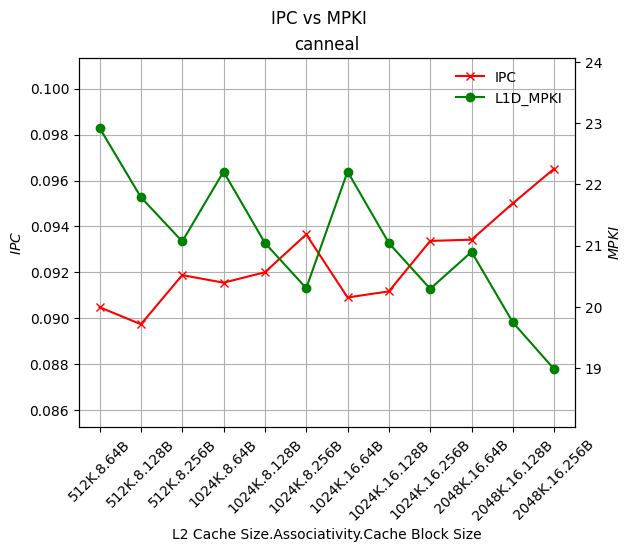 IPC vs MPKI
canneal
IPC
L1D_MPKI
0.100
0.098
0.096
0.094
0.092
0.090
0.088
0.086
IPC
24
23
22
21
20
19
MPKI
512K.8.64B
512K.8.128B
512K.8.256B
1024K.8.64B
1024K.8.128B
1024K.8.256B
1024K.16.64B
1024K.16.128B
1024K.16.256B
2048K.16.64B
2048K.16.128B
2048K.16.256B
L2 Cache Size.Associativity.Cache Block Size